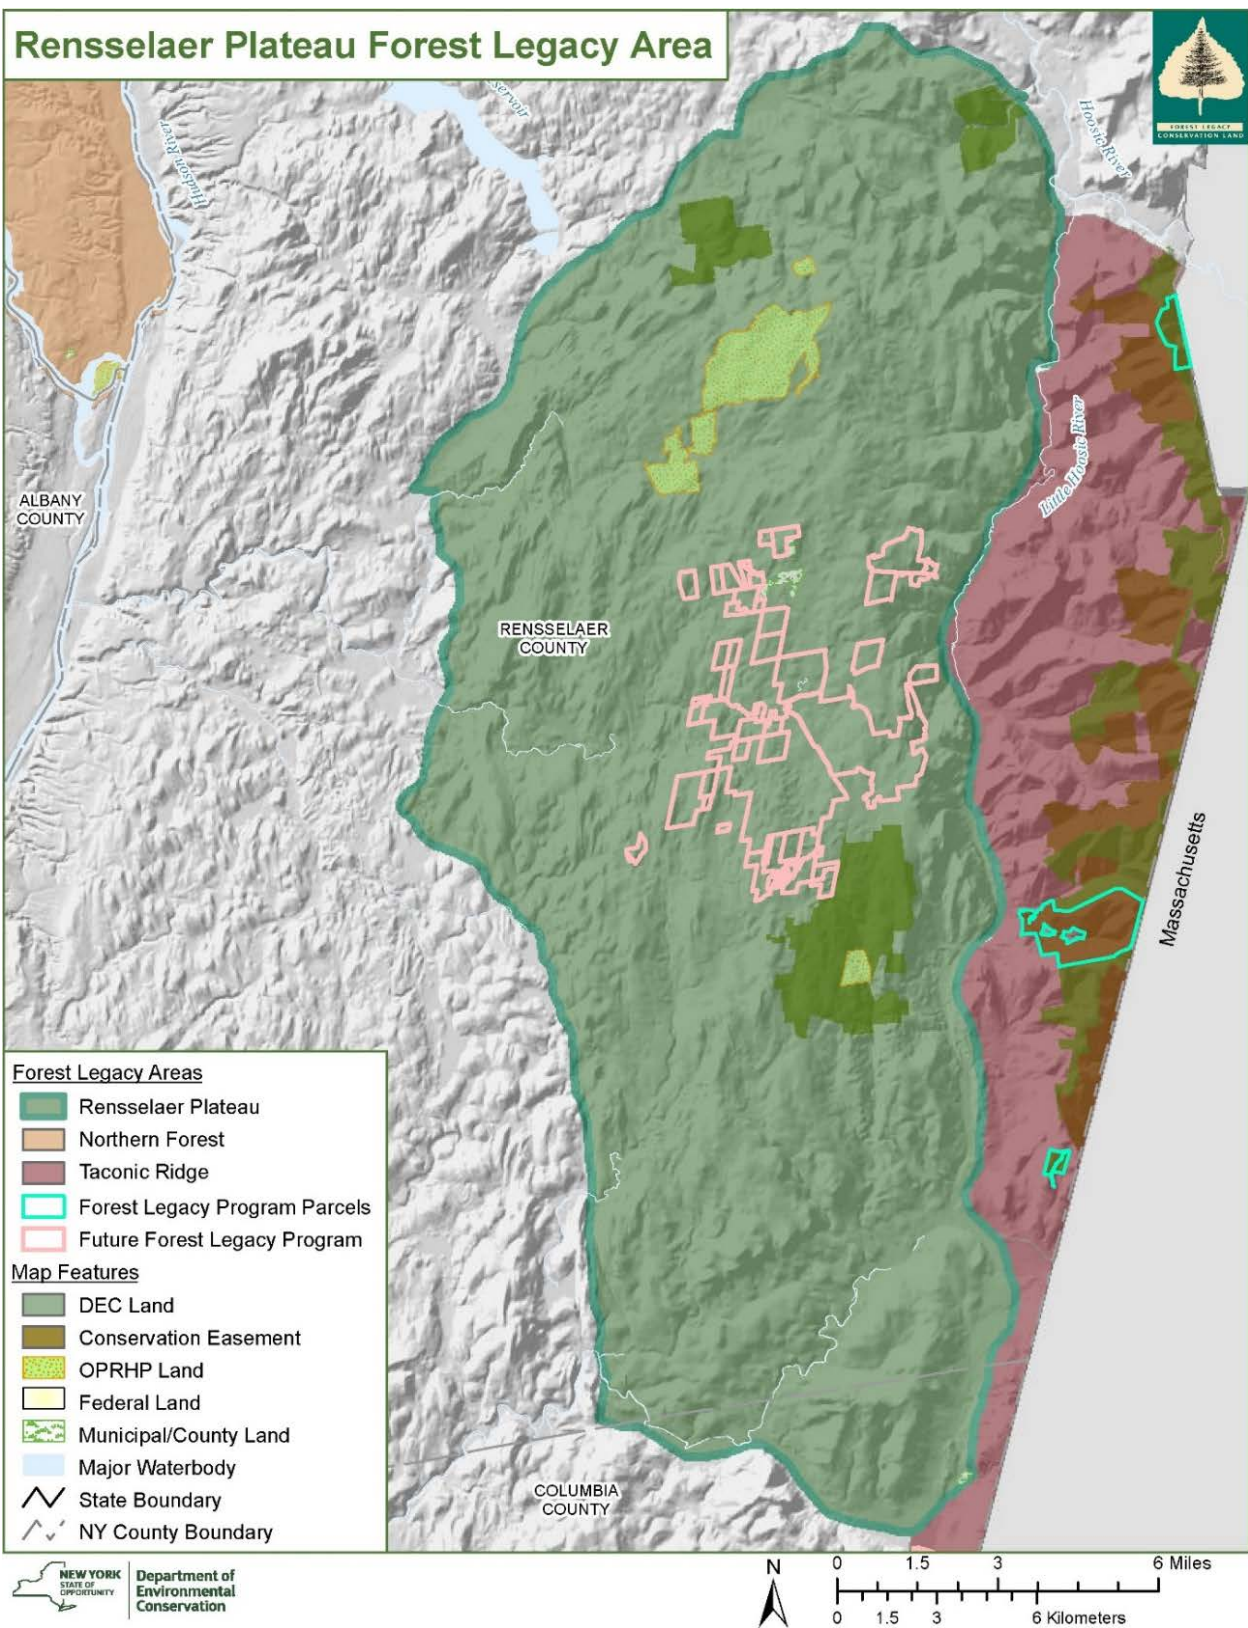 Rensselaer Plateau Forest Legacy Area
FOREST LEGACY
CONSERVATION LAND
Hudson River
servoir
Hoosic River
Little Hoosic River
ALBANY
COUNTY
RENSSELAER
COUNTY
Massachusetts
COLUMBIA
COUNTY
Forest Legacy Areas
Rensselaer Plateau
Northern Forest
Taconic Ridge
Forest Legacy Program Parcels
Future Forest Legacy Program
Map Features
DEC Land
Conservation Easement
OPRHP Land
Federal Land
Municipal/County Land
Major Waterbody
State Boundary
NY County Boundary
NEW YORK
STATE OF
OPPORTUNITY
Department of
Environmental
Conservation
N
0 1.5 3 6 Miles
0 1.5 3 6 Kilometers